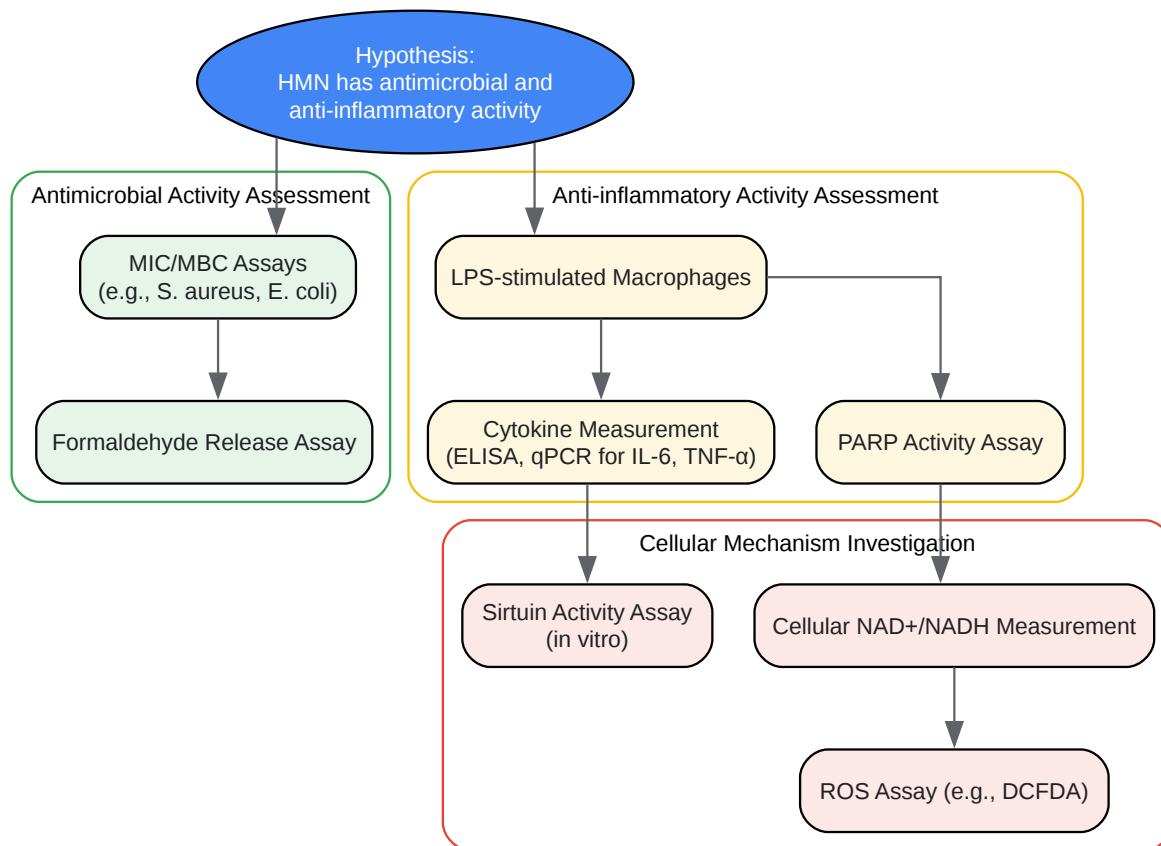 Hypothesis:
HMN has antimicrobial and
anti-inflammatory activity
Antimicrobial Activity Assessment
MIC/MBC Assays
(e.g., S. aureus, E. coli)
Formaldehyde Release Assay
Anti-inflammatory Activity Assessment
LPS-stimulated Macrophages
Cytokine Measurement
(ELISA, qPCR for IL-6, TNF-α)
PARP Activity Assay
Cellular Mechanism Investigation
Sirtuin Activity Assay
(in vitro)
Cellular NAD+/NADH Measurement
ROS Assay (e.g., DCFDA)